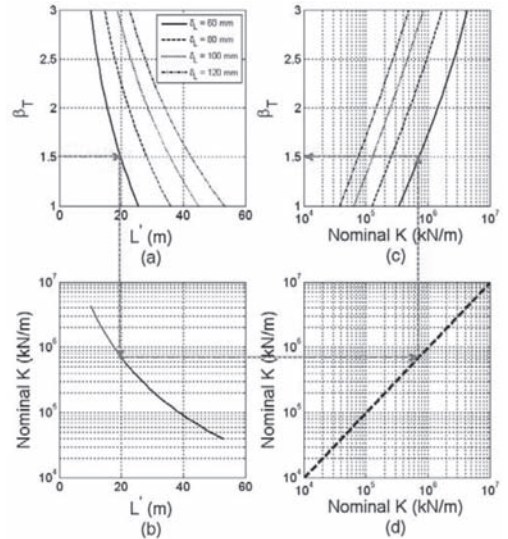 3
2.5
2
1.5
1
β_T
δ_L = 60 mm
δ_L = 80 mm
δ_L = 100 mm
δ_L = 120 mm
0 20 40 60
L' (m)
(a)
3
2.5
2
1.5
1
β_T
10^4 10^5 10^6 10^7
Nominal K (kN/m)
(c)
10^7
10^6
10^5
10^4
Nominal K (kN/m)
0 20 40 60
L' (m)
(b)
10^7
10^6
10^5
10^4
Nominal K (kN/m)
10^4 10^5 10^6 10^7
Nominal K (kN/m)
(d)